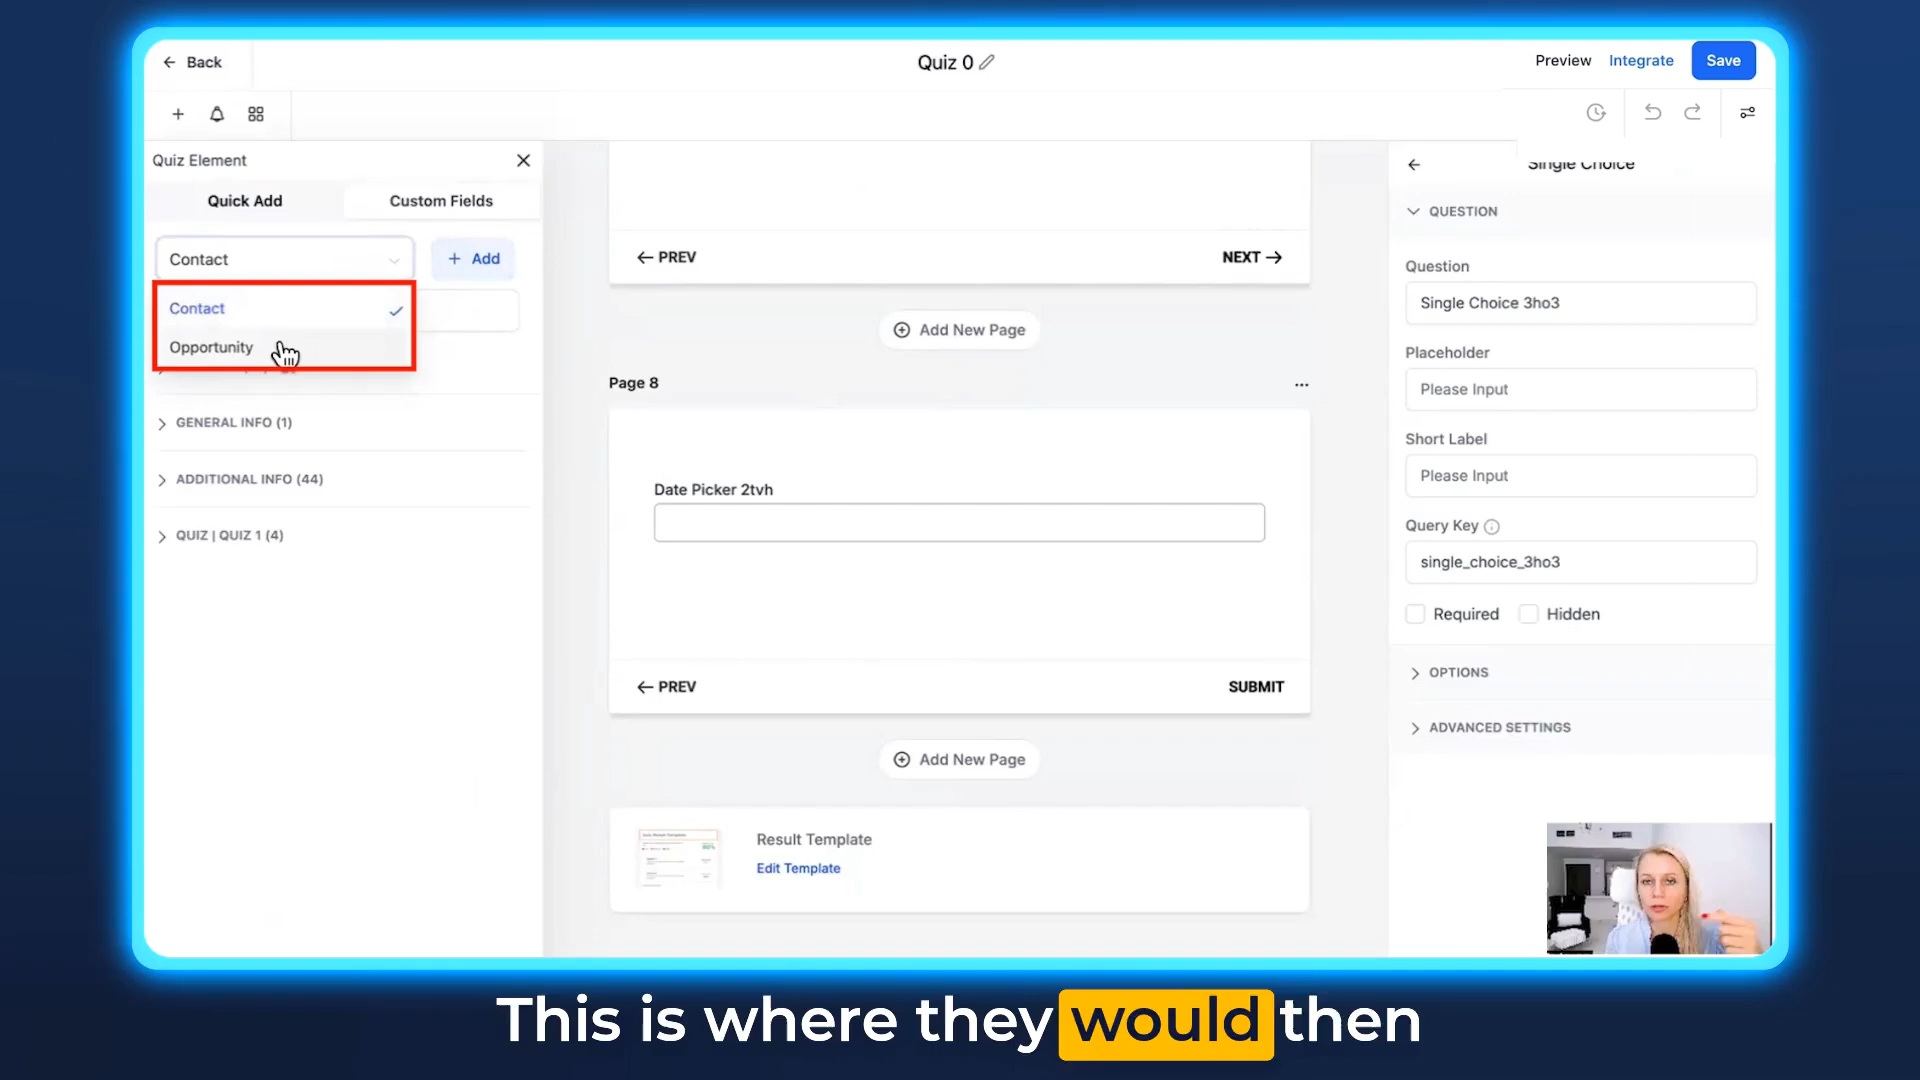 Back
Quiz 0
Preview
Integrate
Save
Quiz Element
Quick Add
Custom Fields
Contact
+ Add
Contact
Opportunity
GENERAL INFO (1)
ADDITIONAL INFO (44)
QUIZ | QUIZ 1 (4)
PREV
NEXT
Add New Page
Page 8
Date Picker 2tvh
PREV
SUBMIT
Add New Page
Result Template
Edit Template
Single Choice
QUESTION
Question
Single Choice 3ho3
Placeholder
Please Input
Short Label
Please Input
Query Key
single_choice_3ho3
Required
Hidden
OPTIONS
ADVANCED SETTINGS
This is where they would then